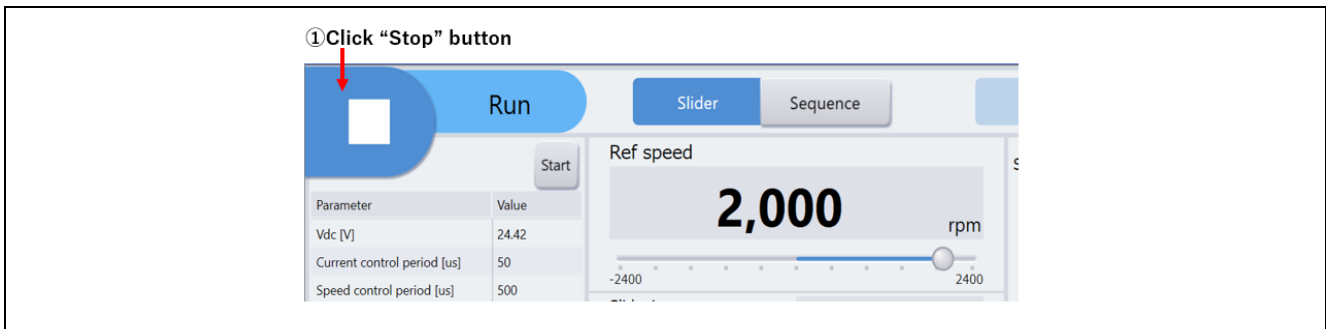 ①Click “Stop” button
Run
Slider
Sequence
Start
Ref speed
2,000
rpm
Parameter Value
Vdc [V] 24.42
Current control period [us] 50
Speed control period [us] 500
-2400
2400